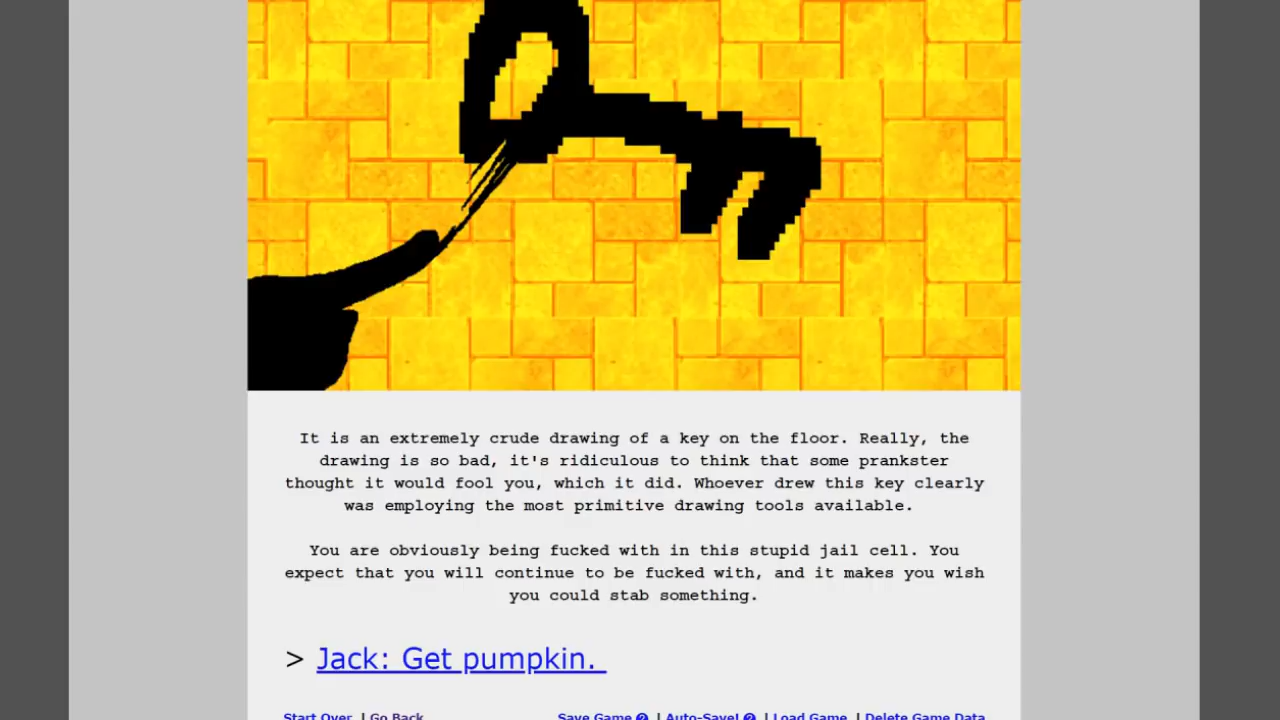 It is an extremely crude drawing of a key on the floor. Really, the
drawing is so bad, it's ridiculous to think that some prankster
thought it would fool you, which it did. Whoever drew this key clearly
was employing the most primitive drawing tools available.
You are obviously being fucked with in this stupid jail cell. You
expect that you will continue to be fucked with, and it makes you wish
you could stab something.
> Jack: Get pumpkin.
Start Over | Go Back Save Game ? | Auto-Save! ? | Load Game | Delete Game Data